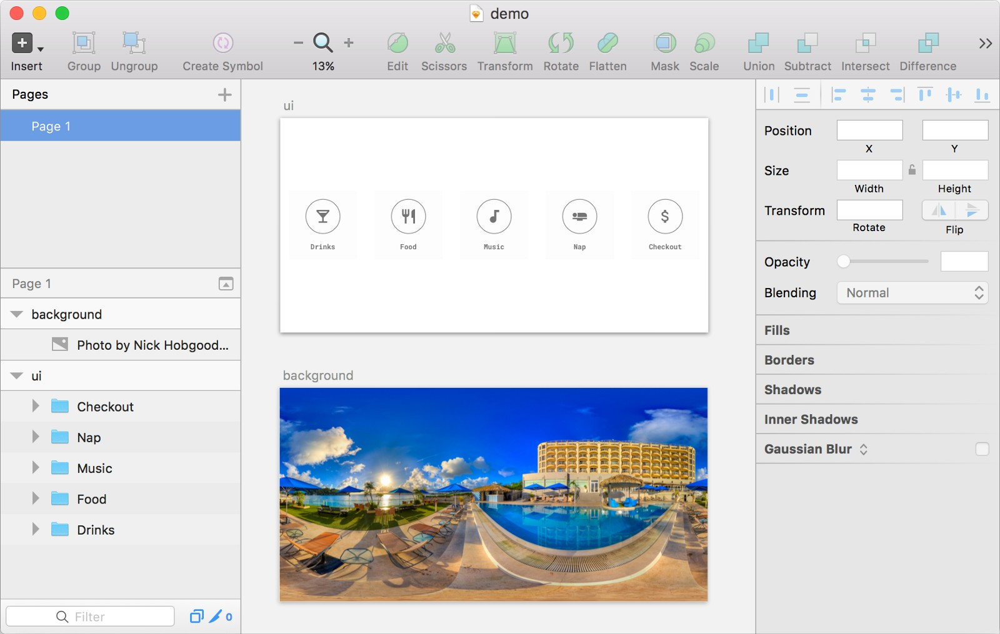 demo
Insert
Group
Ungroup
Create Symbol
13%
Edit
Scissors
Transform
Rotate
Flatten
Mask
Scale
Union
Subtract
Intersect
Difference
Pages
Page 1
Page 1
background
Photo by Nick Hobgood...
ui
Checkout
Nap
Music
Food
Drinks
Filter
0
ui
Drinks
Food
Music
Nap
$
Checkout
background
Position
X
Y
Size
Width
Height
Transform
Rotate
Flip
Opacity
Blending
Normal
Fills
Borders
Shadows
Inner Shadows
Gaussian Blur